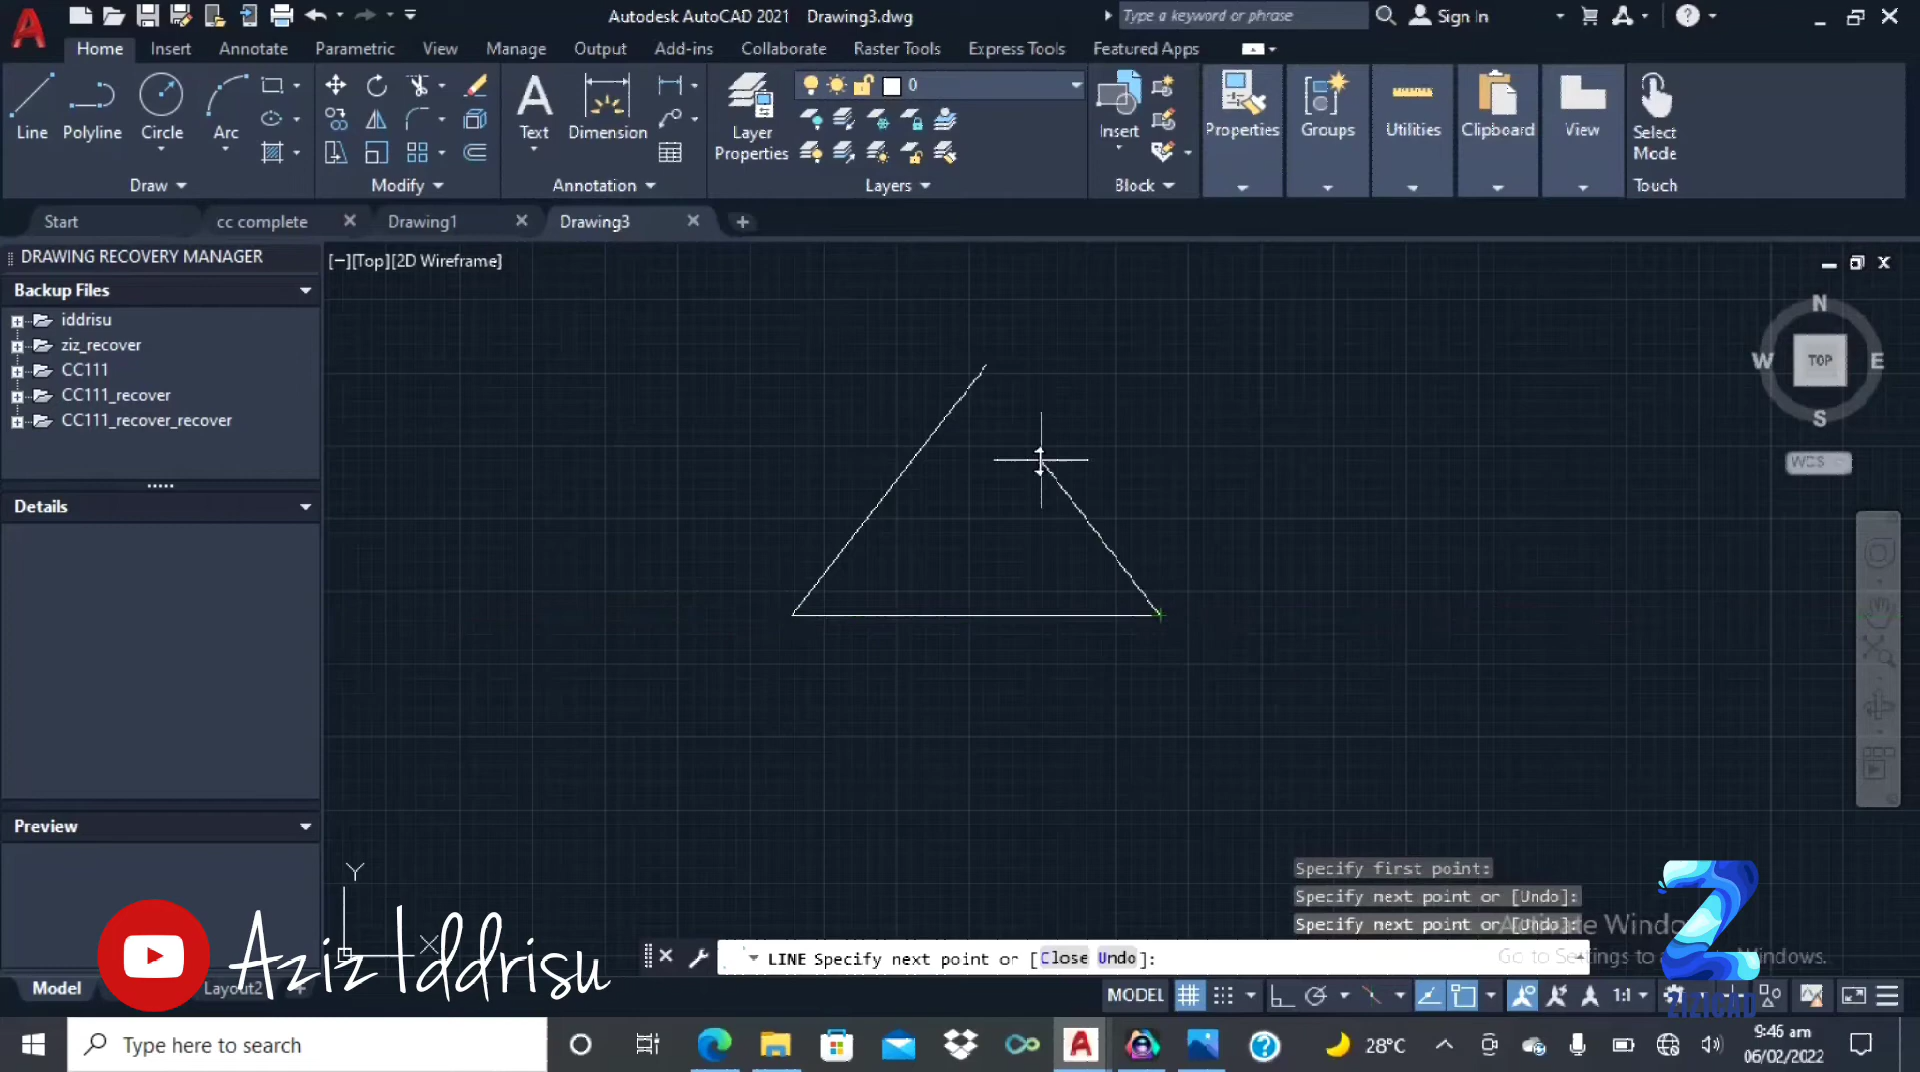 Autodesk AutoCAD 2021 Drawing3.dwg
Type a keyword or phrase
Sign In
Home Insert Annotate Parametric View Manage Output Add-ins Collaborate Raster Tools Express Tools Featured Apps
Line Polyline Circle Arc
Text Dimension
Layer Properties
0
Insert
Properties Groups Utilities Clipboard View
Select Mode
Draw Modify Annotation Layers Block Touch
Start cc complete Drawing1 Drawing3
DRAWING RECOVERY MANAGER
[−][Top][2D Wireframe]
Backup Files
iddrisu
ziz_recover
CC111
CC111_recover
CC111_recover_recover
N
W TOP E
S
WCS
Details
Preview
Y
X
Specify first point:
Specify next point or [Undo]:
Specify next point or [Undo]:
LINE Specify next point or [Close Undo]:
Aziz Iddrisu
Model Layout2
MODEL 1:1
ZIZICAD
Type here to search
28°C
9:46 am
06/02/2022